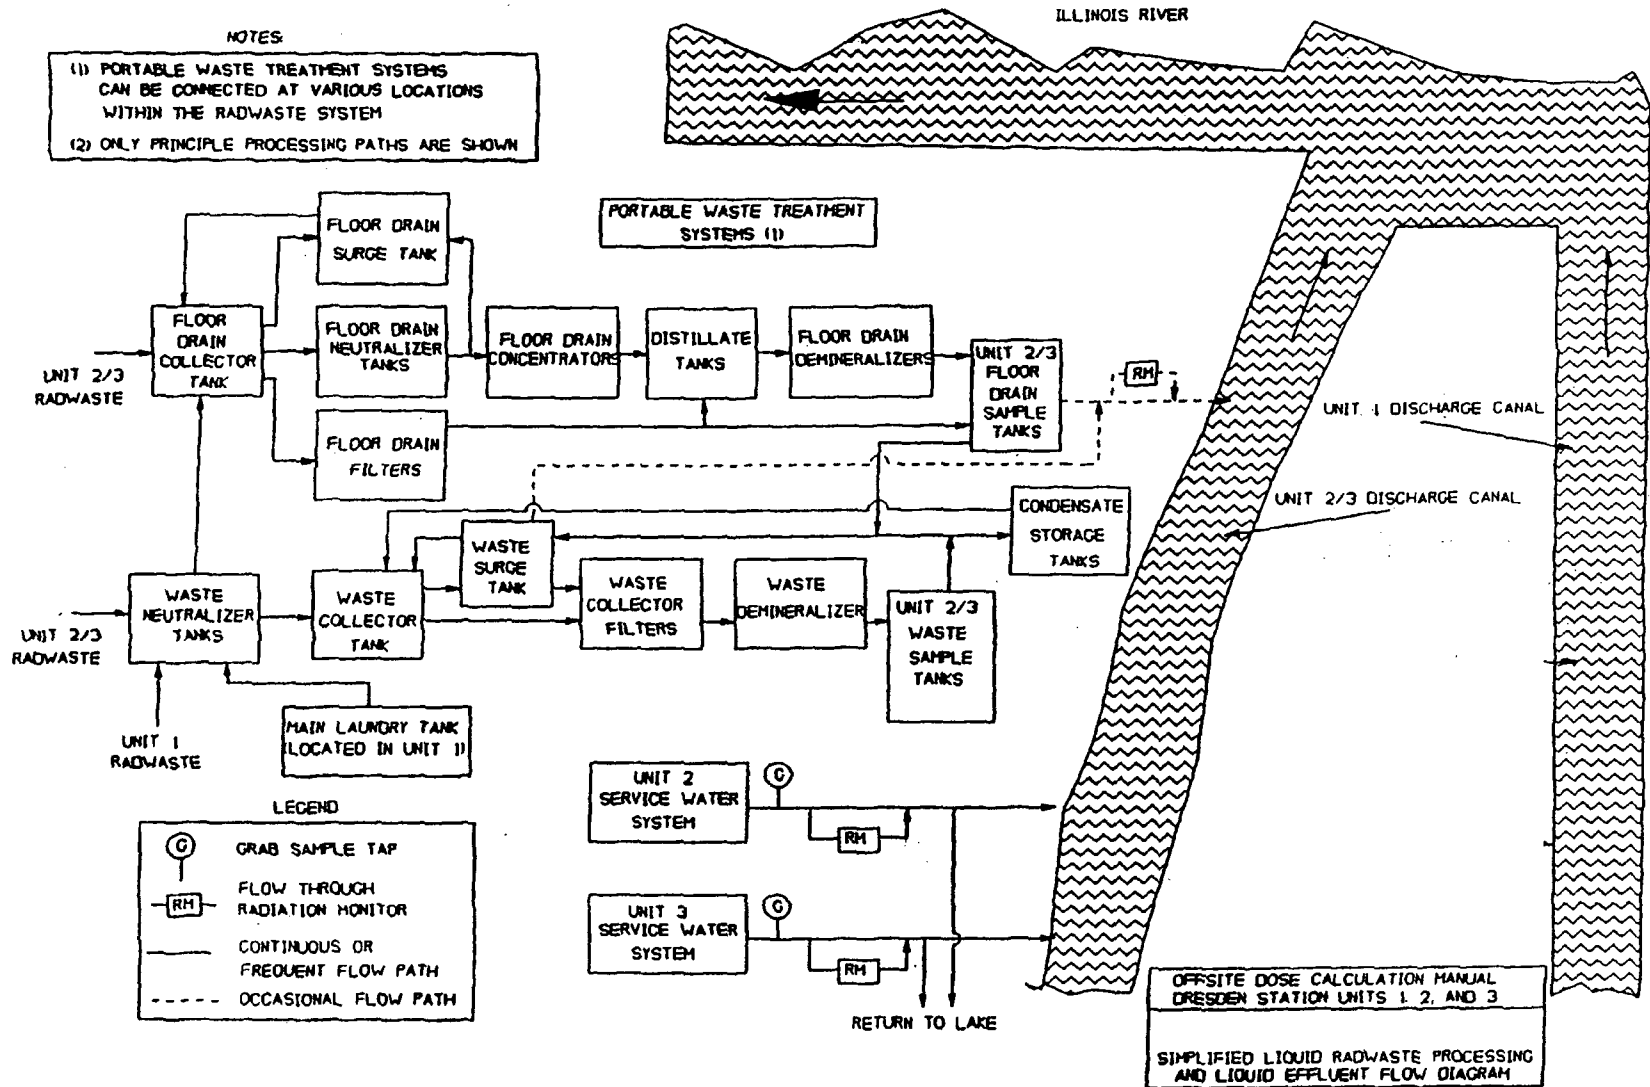 ILLINOIS RIVER
NOTES:
(1) PORTABLE WASTE TREATMENT SYSTEMS
CAN BE CONNECTED AT VARIOUS LOCATIONS
WITHIN THE RADWASTE SYSTEM
(2) ONLY PRINCIPLE PROCESSING PATHS ARE SHOWN
PORTABLE WASTE TREATMENT
SYSTEMS (1)
FLOOR DRAIN
SURGE TANK
FLOOR
DRAIN
COLLECTOR
TANK
UNIT 2/3
RADWASTE
FLOOR DRAIN
NEUTRALIZER
TANKS
FLOOR DRAIN
CONCENTRATORS
DISTILLATE
TANKS
FLOOR DRAIN
DEMINERALIZERS
UNIT 2/3
FLOOR
DRAIN
SAMPLE
TANKS
RM
FLOOR DRAIN
FILTERS
UNIT 1 DISCHARGE CANAL
UNIT 2/3 DISCHARGE CANAL
CONDENSATE
STORAGE
TANKS
WASTE
SURGE
TANK
WASTE
NEUTRALIZER
TANKS
UNIT 2/3
RADWASTE
WASTE
COLLECTOR
TANK
WASTE
COLLECTOR
FILTERS
WASTE
DEMINERALIZER
UNIT 2/3
WASTE
SAMPLE
TANKS
UNIT 1
RADWASTE
MAIN LAUNDRY TANK
(LOCATED IN UNIT 1)
UNIT 2
SERVICE WATER
SYSTEM
G
RM
UNIT 3
SERVICE WATER
SYSTEM
G
RM
RETURN TO LAKE
LEGEND
G GRAB SAMPLE TAP
RM FLOW THROUGH
RADIATION MONITOR
CONTINUOUS OR
FREQUENT FLOW PATH
OCCASIONAL FLOW PATH
OFFSITE DOSE CALCULATION MANUAL
DRESDEN STATION UNITS 1, 2, AND 3
SIMPLIFIED LIQUID RADWASTE PROCESSING
AND LIQUID EFFLUENT FLOW DIAGRAM